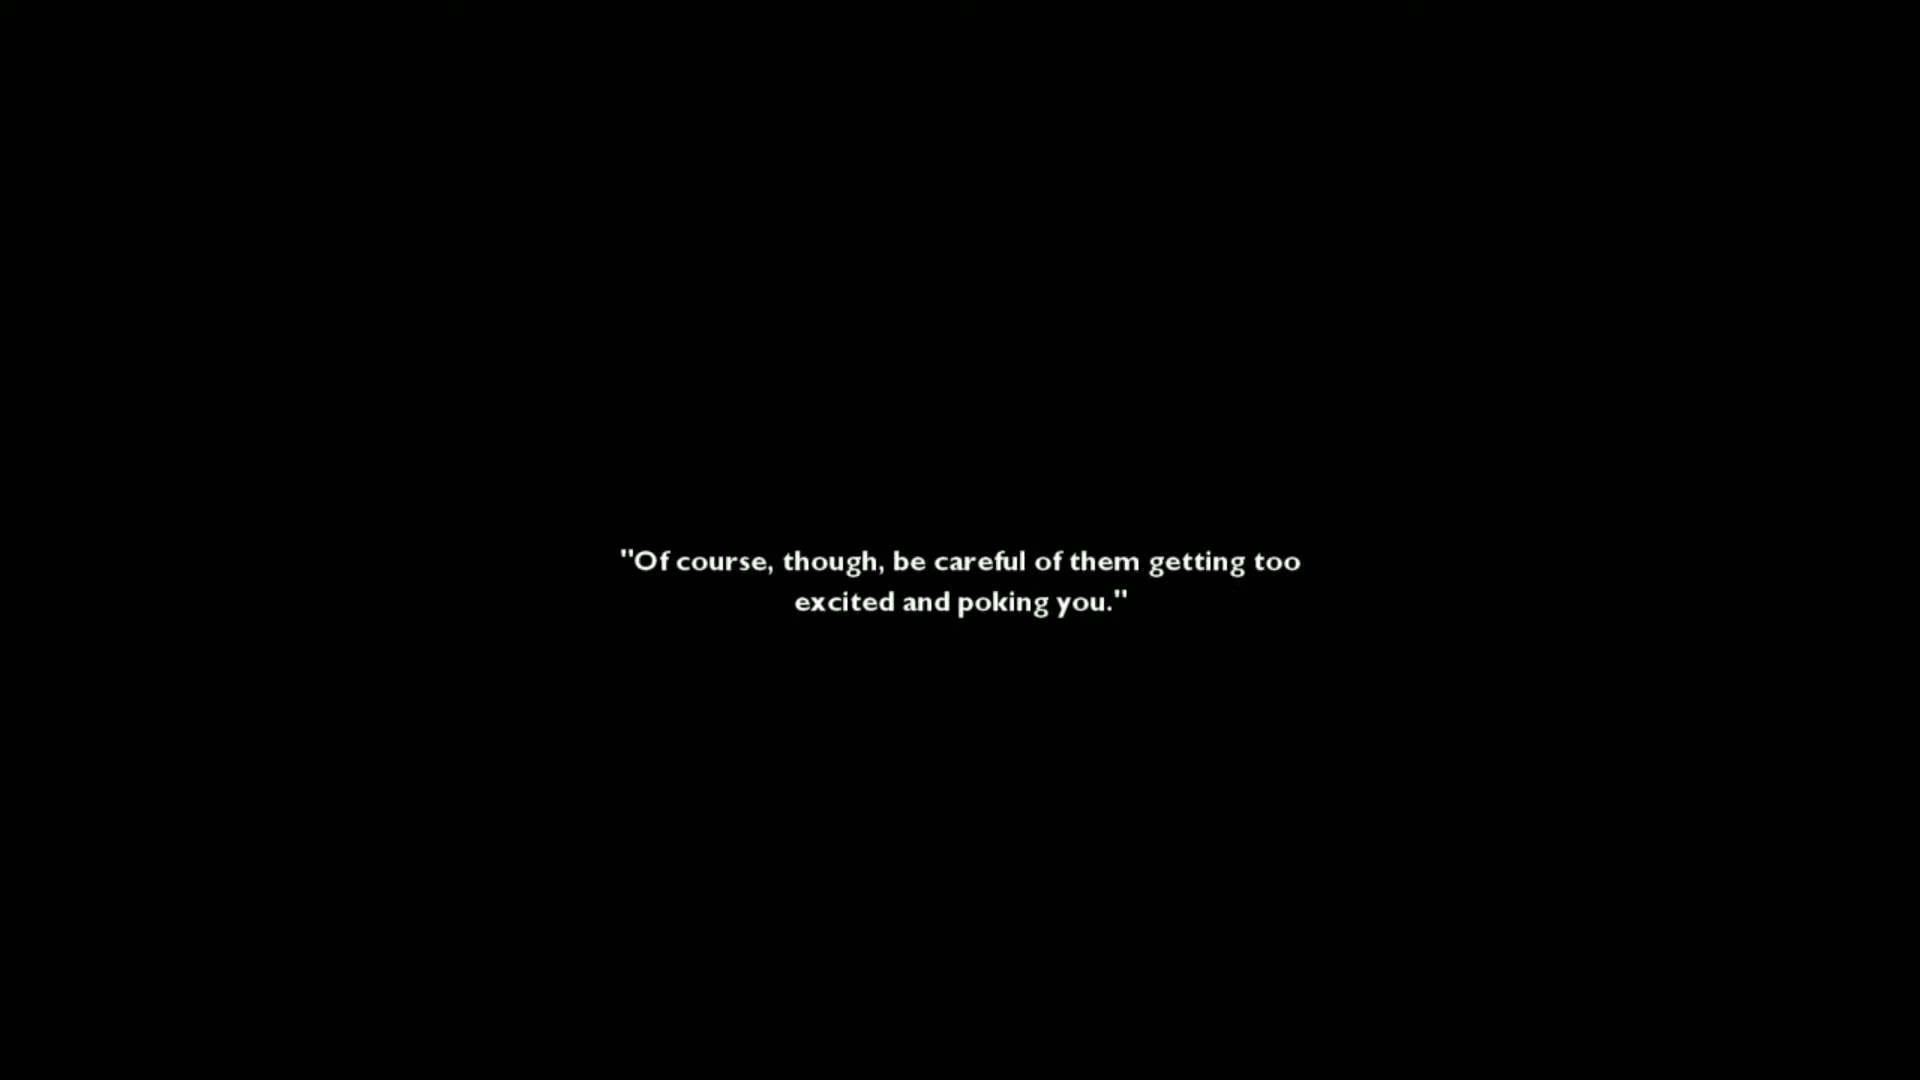 "Of course, though, be careful of them getting too
excited and poking you."